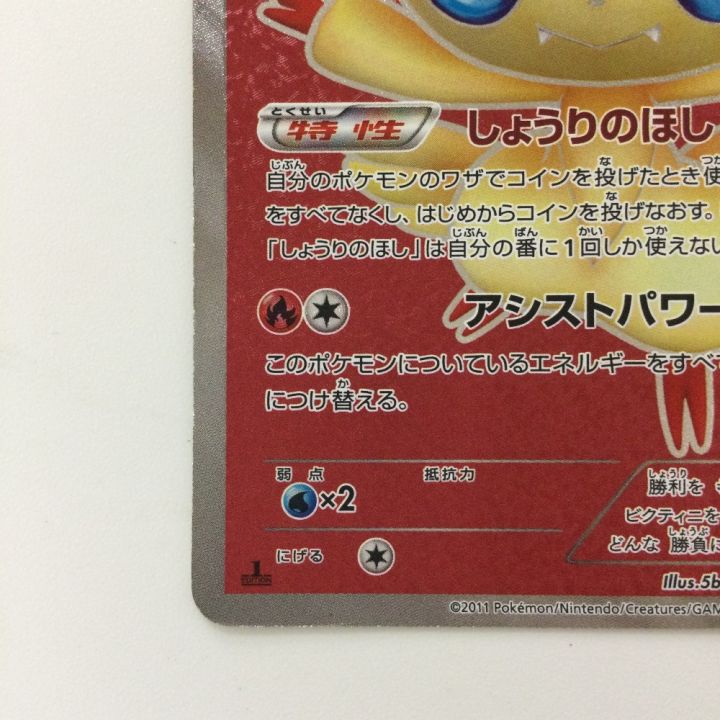 とくせい
特性 しょうりのほし
じぶん な つか
自分のポケモンのワザでコインを投げたとき使
な
をすべてなくし、はじめからコインを投げなおす。
じぶん ばん かい つか
「しょうりのほし」は自分の番に1回しか使えない
アシストパワー
このポケモンについているエネルギーをすべて
か
につけ替える。
弱点 抵抗力
×2
しょうり
勝利を
ビクティニを
しょうぶ
どんな 勝負に
にげる
1
EDITION
Illus.5b
©2011 Pokémon/Nintendo/Creatures/GAM